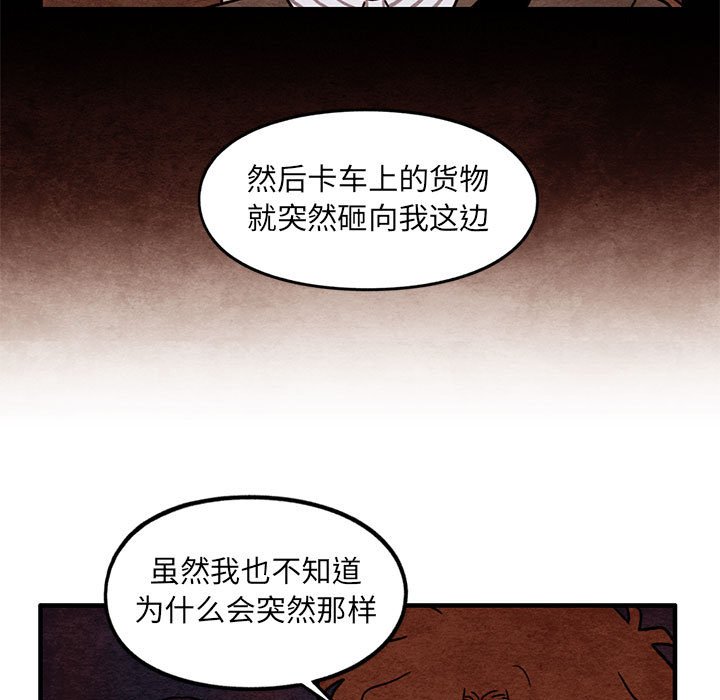 然后卡车上的货物
就突然砸向我这边
虽然我也不知道
为什么会突然那样